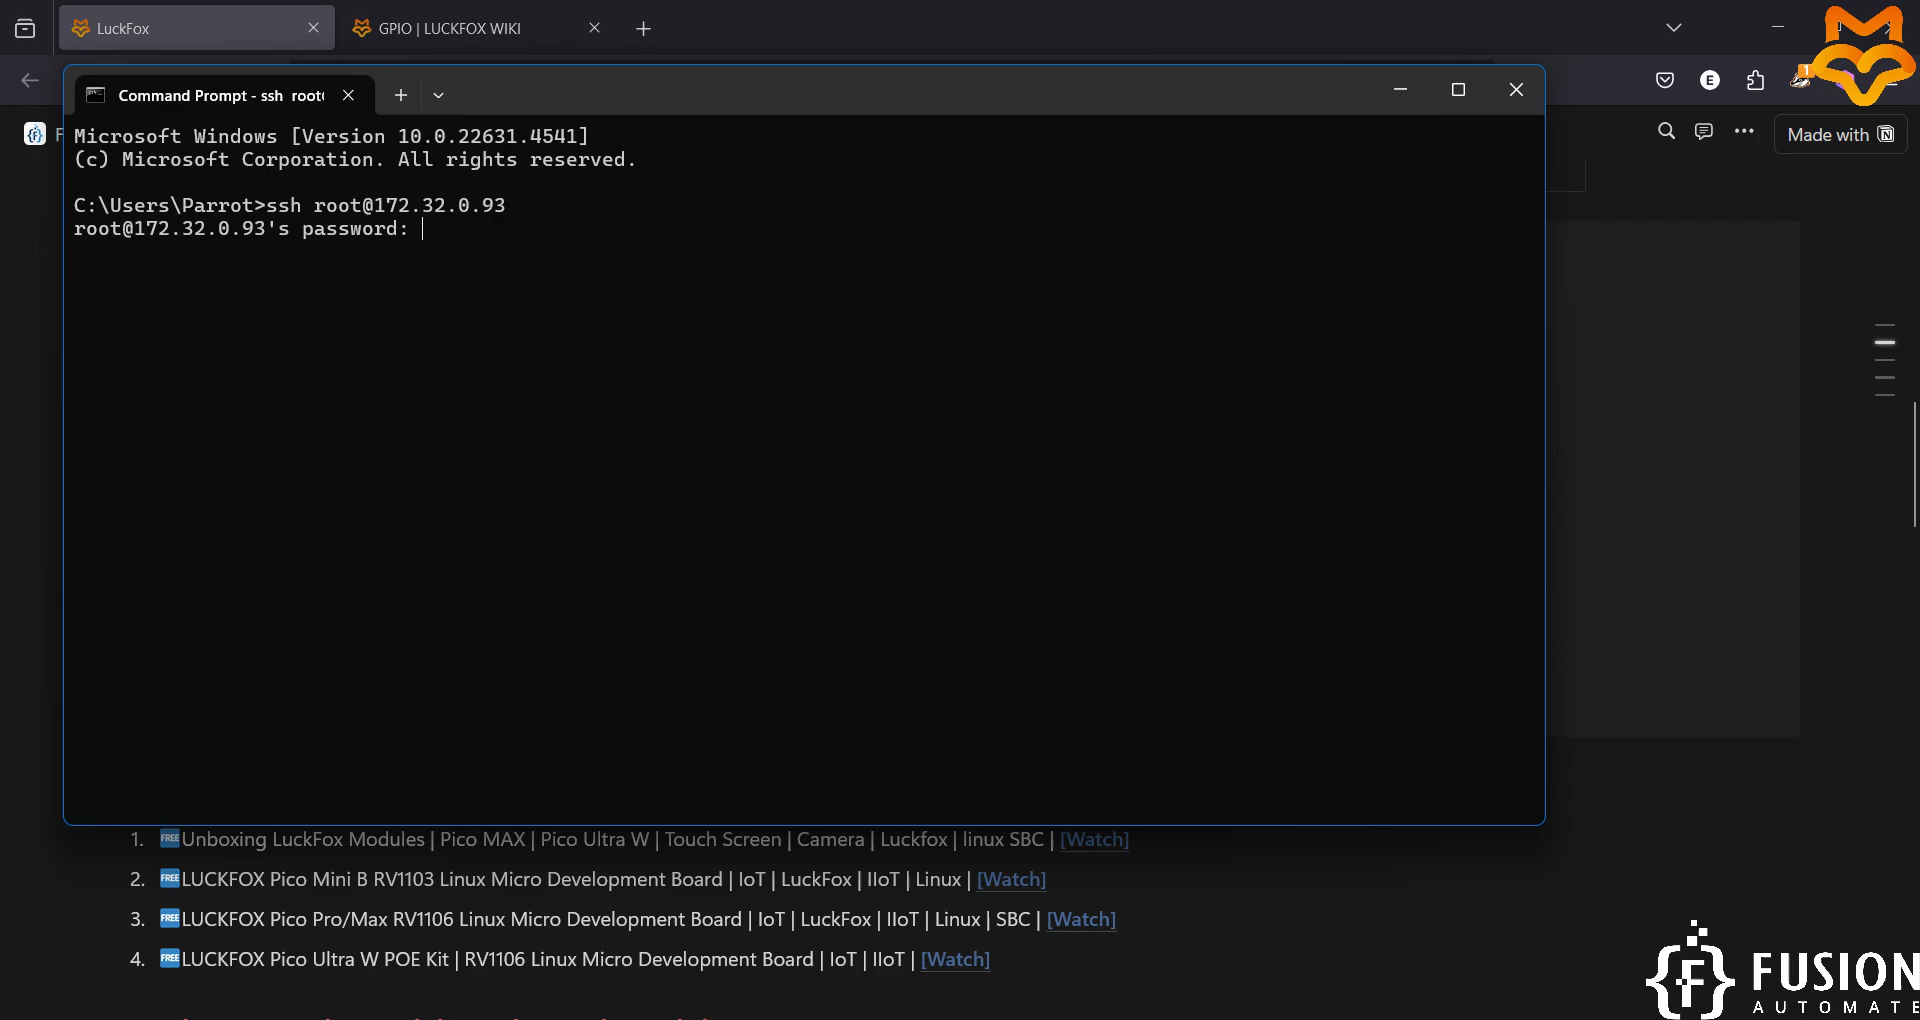 LuckFox
GPIO | LUCKFOX WIKI
Command Prompt - ssh root
E
1
F
Made with
Microsoft Windows [Version 10.0.22631.4541]
(c) Microsoft Corporation. All rights reserved.
C:\Users\Parrot>ssh root@172.32.0.93
root@172.32.0.93's password:
1. FREE Unboxing LuckFox Modules | Pico MAX | Pico Ultra W | Touch Screen | Camera | Luckfox | linux SBC | [Watch]
2. FREE LUCKFOX Pico Mini B RV1103 Linux Micro Development Board | IoT | LuckFox | IIoT | Linux | [Watch]
3. FREE LUCKFOX Pico Pro/Max RV1106 Linux Micro Development Board | IoT | LuckFox | IIoT | Linux | SBC | [Watch]
4. FREE LUCKFOX Pico Ultra W POE Kit | RV1106 Linux Micro Development Board | IoT | IIoT | [Watch]
{F} FUSION
AUTOMATE